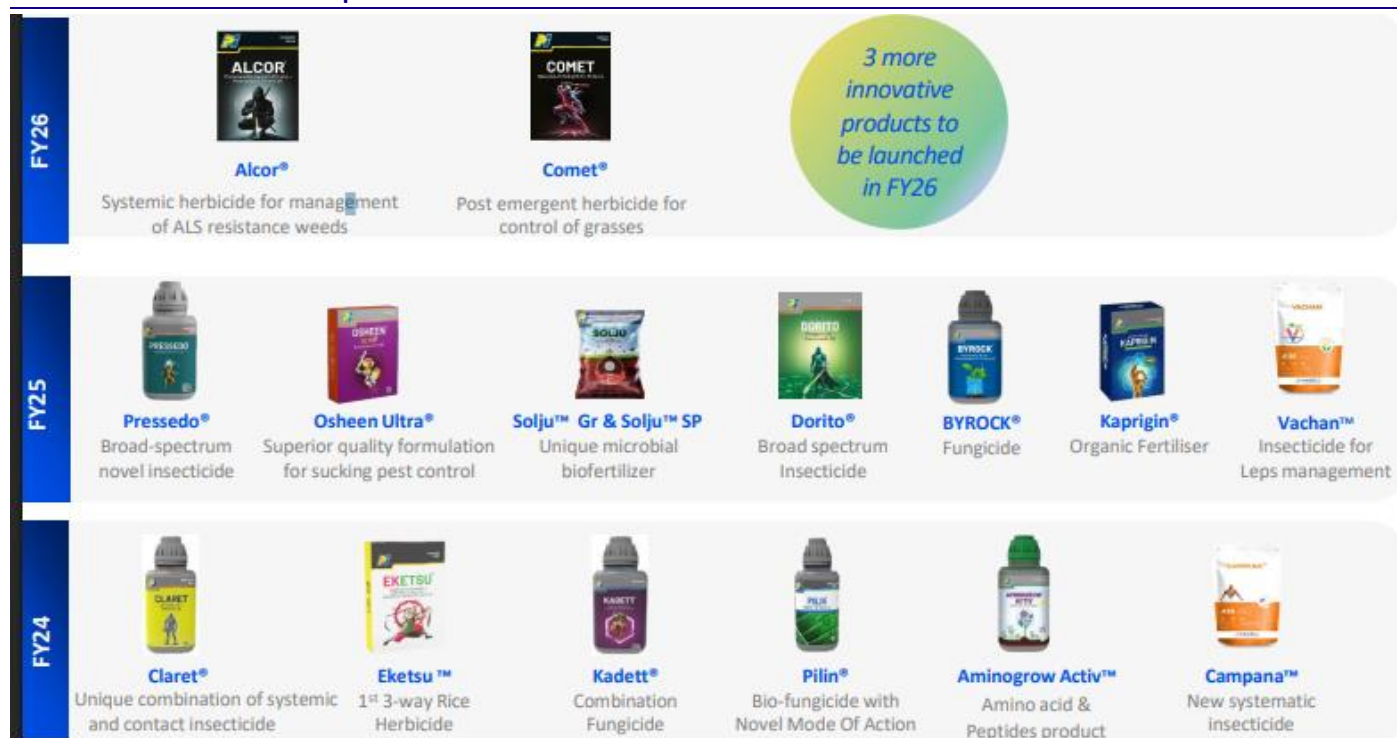 FY26
ALCOR
COMET
3 more
innovative
products to
be launched
in FY26
Alcor®
Comet®
Systemic herbicide for management
of ALS resistance weeds
Post emergent herbicide for
control of grasses
FY25
PRESSEDO
OSHEEN
SOLJU
DORITO
BYROCK
KAPRIGIN
VACHAN
Pressedo®
Osheen Ultra®
Solju™ Gr & Solju™ SP
Dorito®
BYROCK®
Kaprigin®
Vachan™
Broad-spectrum
novel insecticide
Superior quality formulation
for sucking pest control
Unique microbial
biofertilizer
Broad spectrum
Insecticide
Fungicide
Organic Fertiliser
Insecticide for
Leps management
FY24
CLARET
EKETSU
KADETT
PILIN
AMINOGROW
ACTIV
CAMPANA
Claret®
Eketsu ™
Kadett®
Pilin®
Aminogrow Activ™
Campana™
Unique combination of systemic
and contact insecticide
1st 3-way Rice
Herbicide
Combination
Fungicide
Bio-fungicide with
Novel Mode Of Action
Amino acid &
Peptides product
New systematic
insecticide